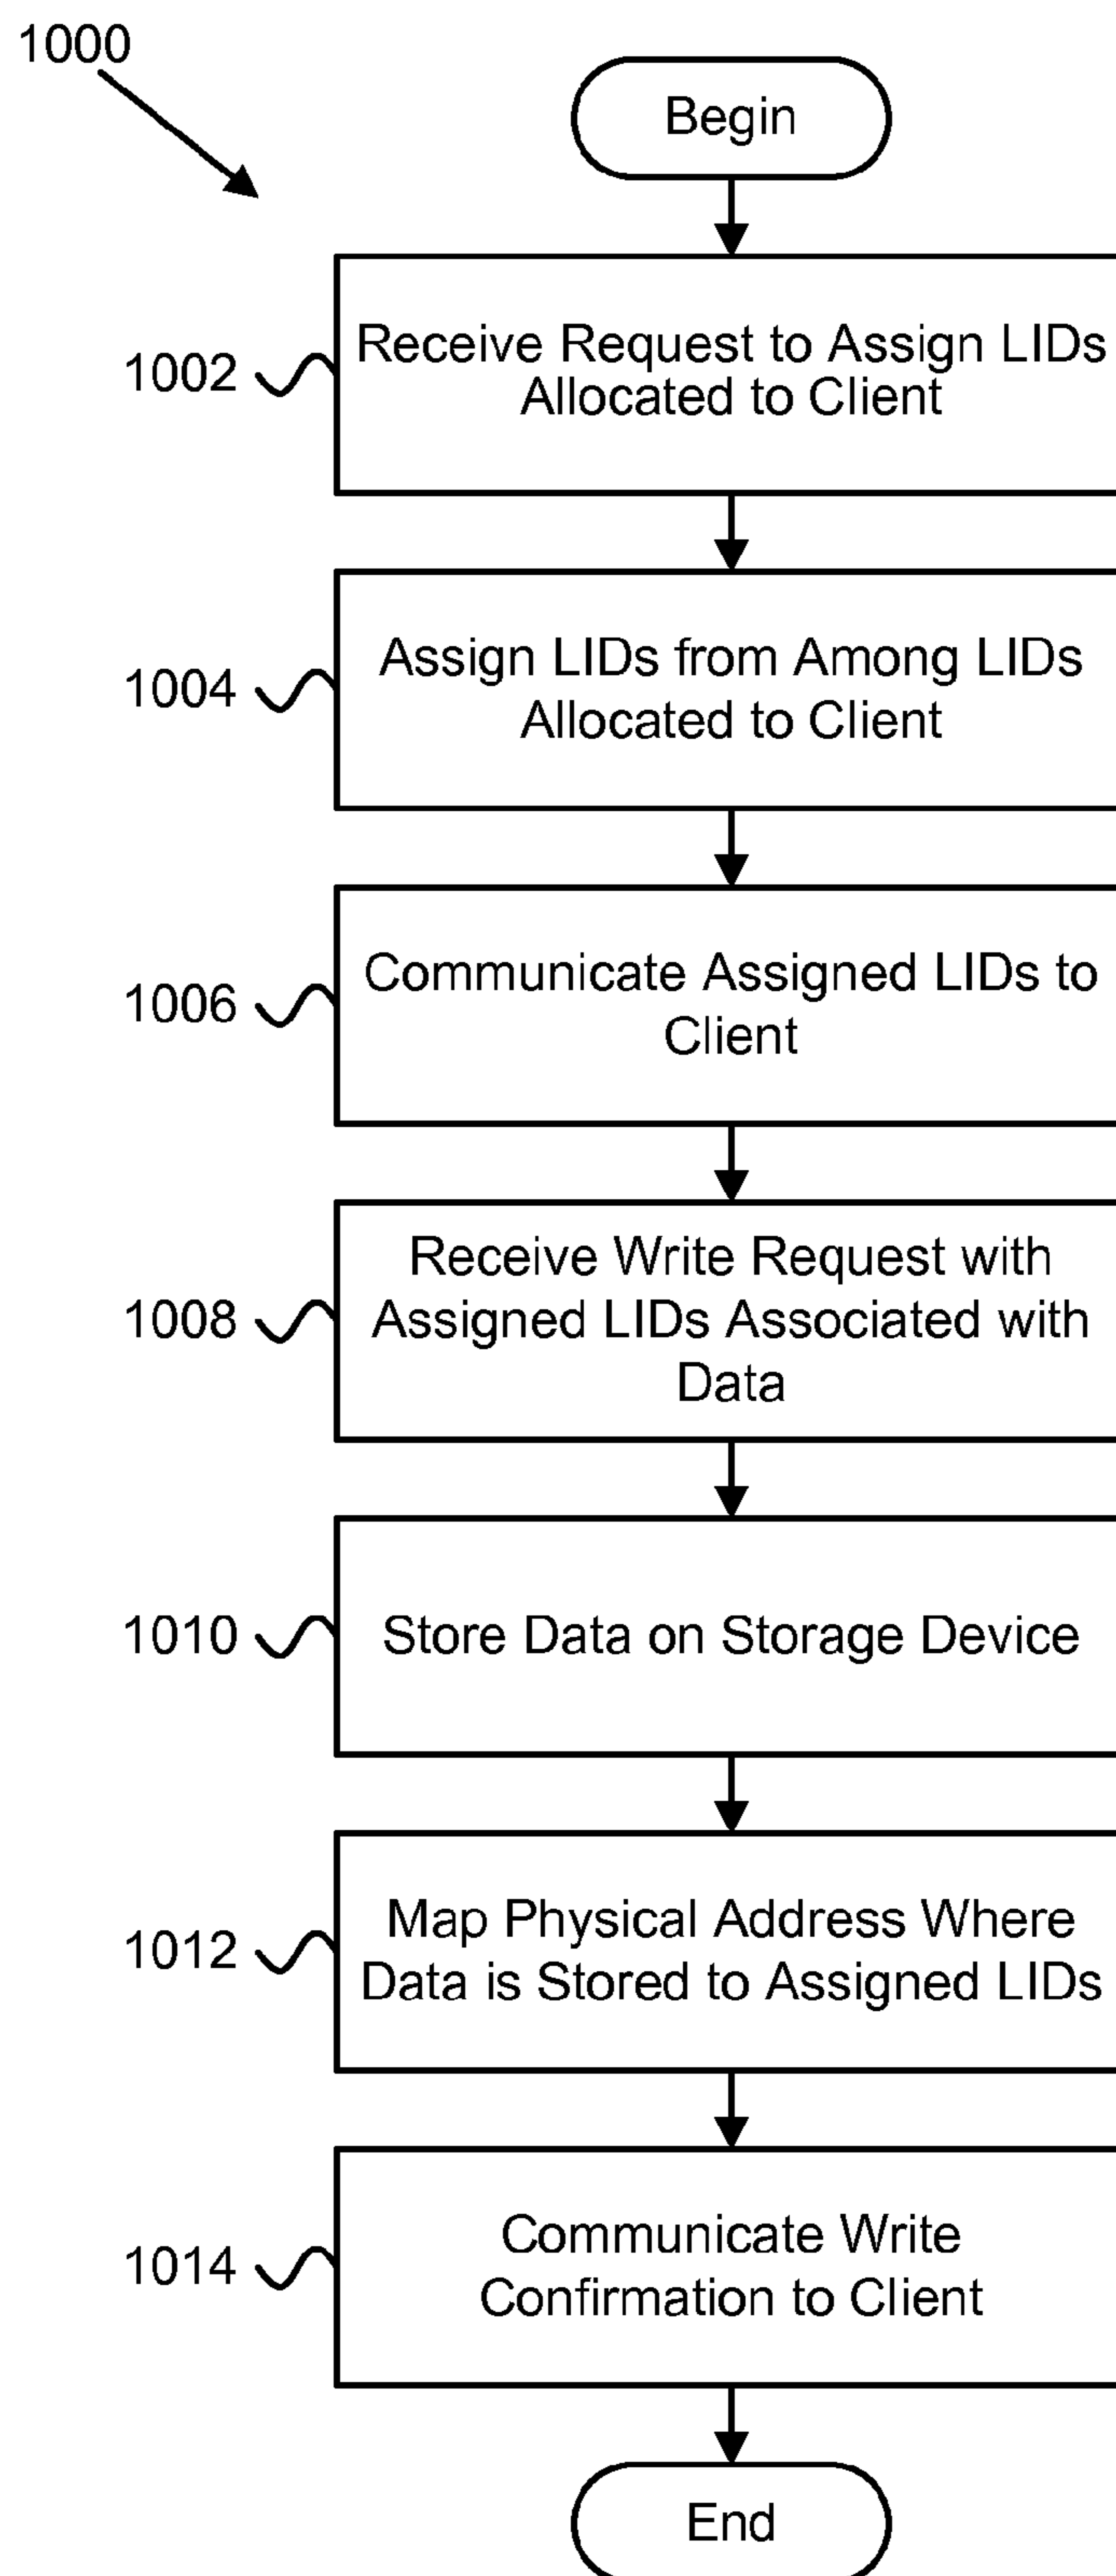 1000
Begin
1002
Receive Request to Assign LIDs
Allocated to Client
1004
Assign LIDs from Among LIDs
Allocated to Client
1006
Communicate Assigned LIDs to
Client
1008
Receive Write Request with
Assigned LIDs Associated with
Data
1010
Store Data on Storage Device
1012
Map Physical Address Where
Data is Stored to Assigned LIDs
1014
Communicate Write
Confirmation to Client
End